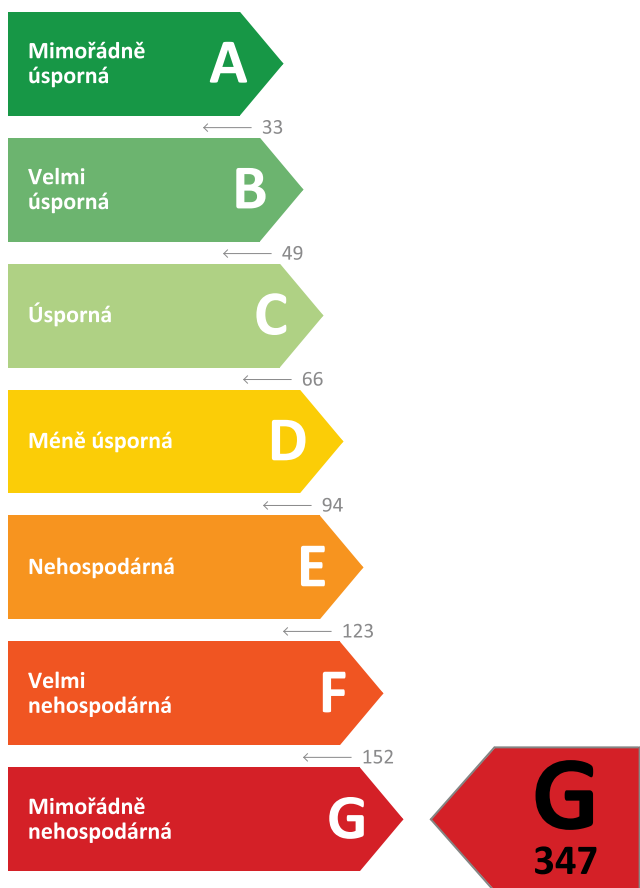 Mimořádně
úsporná
A
33
Velmi
úsporná
B
49
Úsporná
C
66
Méně úsporná
D
94
Nehospodárná
E
123
Velmi
nehospodárná
F
152
Mimořádně
nehospodárná
G
G
347